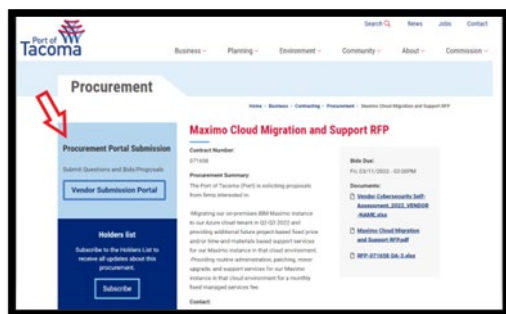 Port of
Tacoma
Search
News
Jobs
Contact
Business
Planning
Environment
Community
About
Commission
Procurement
Home
Business
Contracting
Procurement
Maximo Cloud Migration and Support RFP
Procurement Portal Submission
Submit Questions and Bids/Proposals
Vendor Submission Portal
Holders list
Subscribe to the Holders List to
receive all updates about this
procurement.
Subscribe
Maximo Cloud Migration and Support RFP
Contract Number:
071658
Procurement Summary:
The Port of Tacoma (Port) is soliciting proposals
from firms interested in:
-Migrating our on-premises IBM Maximo instance
to our Azure cloud tenant in Q2-Q3 2022 and
providing additional future project-based fixed price
and/or time-and-materials based support services
for our Maximo instance in that cloud environment.
-Providing routine administration, patching, minor
upgrade, and support services for our Maximo
instance in that cloud environment for a monthly
fixed managed services fee.
Contact:
Bids Due:
Fri, 03/11/2022 - 02:00PM
Documents:
Vendor Cybersecurity Self-
Assessment_2022_VENDOR
-NAME.xlsx
Maximo Cloud Migration
and Support RFP.pdf
RFP-071658 QA-3.xlsx